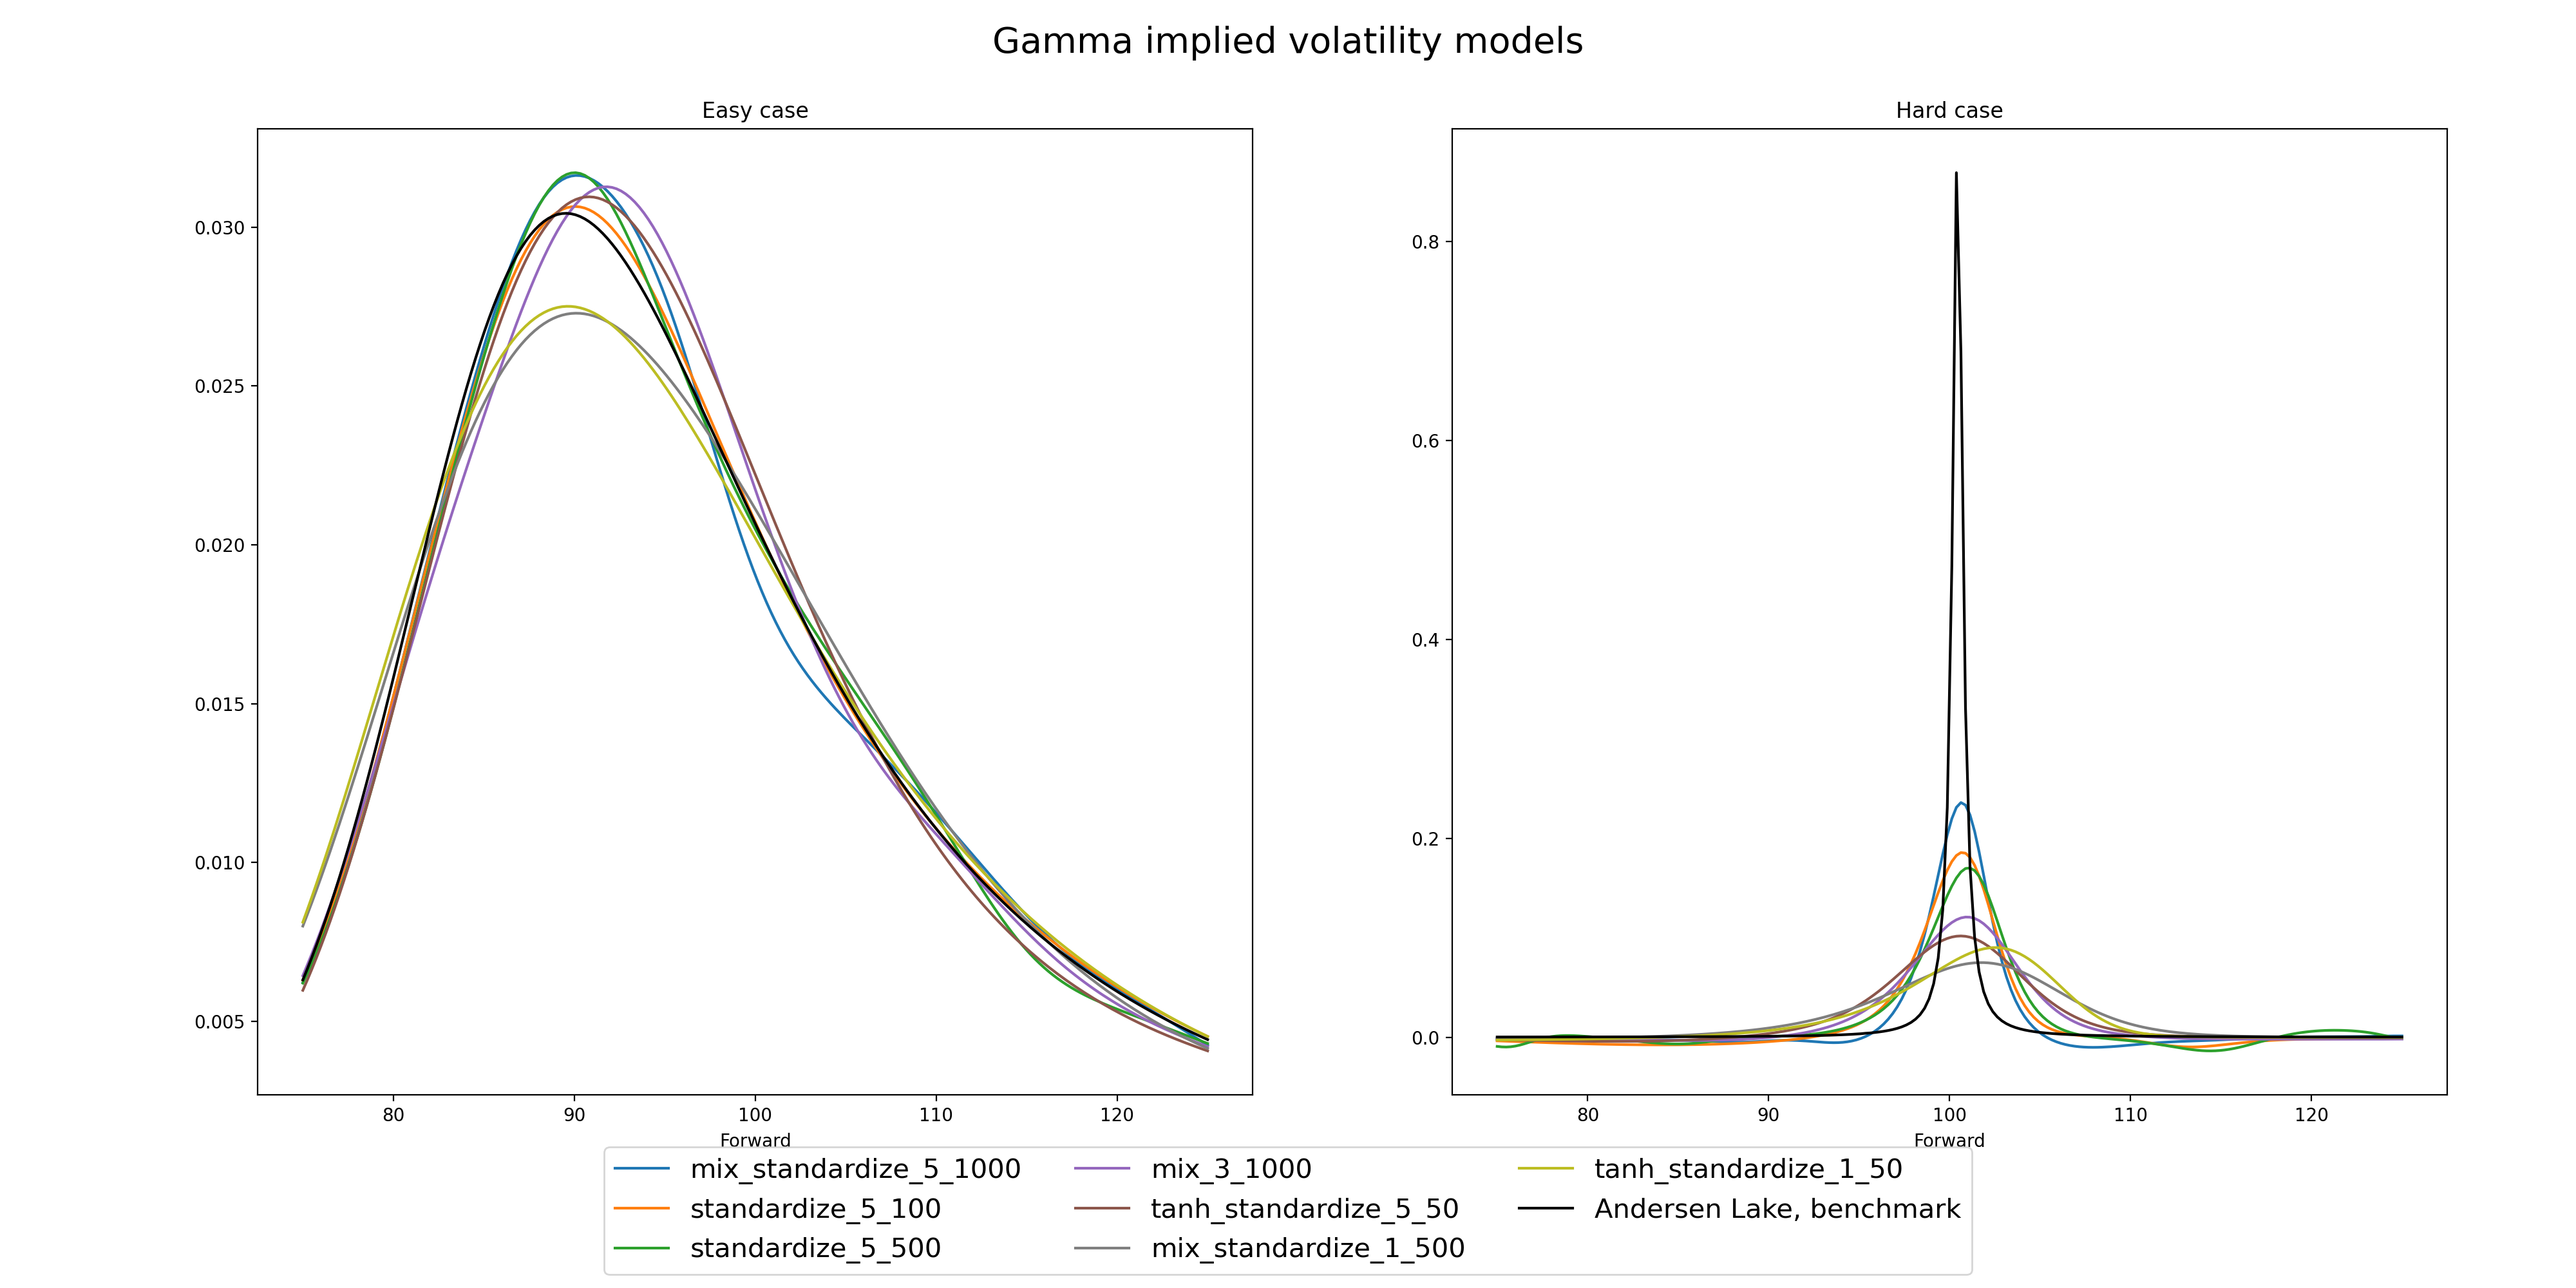 Gamma implied volatility models
Easy case
0.030
0.025
0.020
0.015
0.010
0.005
80 90 100 110 120
Forward
Hard case
0.8
0.6
0.4
0.2
0.0
80 90 100 110 120
Forward
mix_standardize_5_1000
standardize_5_100
standardize_5_500
mix_3_1000
tanh_standardize_5_50
mix_standardize_1_500
tanh_standardize_1_50
Andersen Lake, benchmark